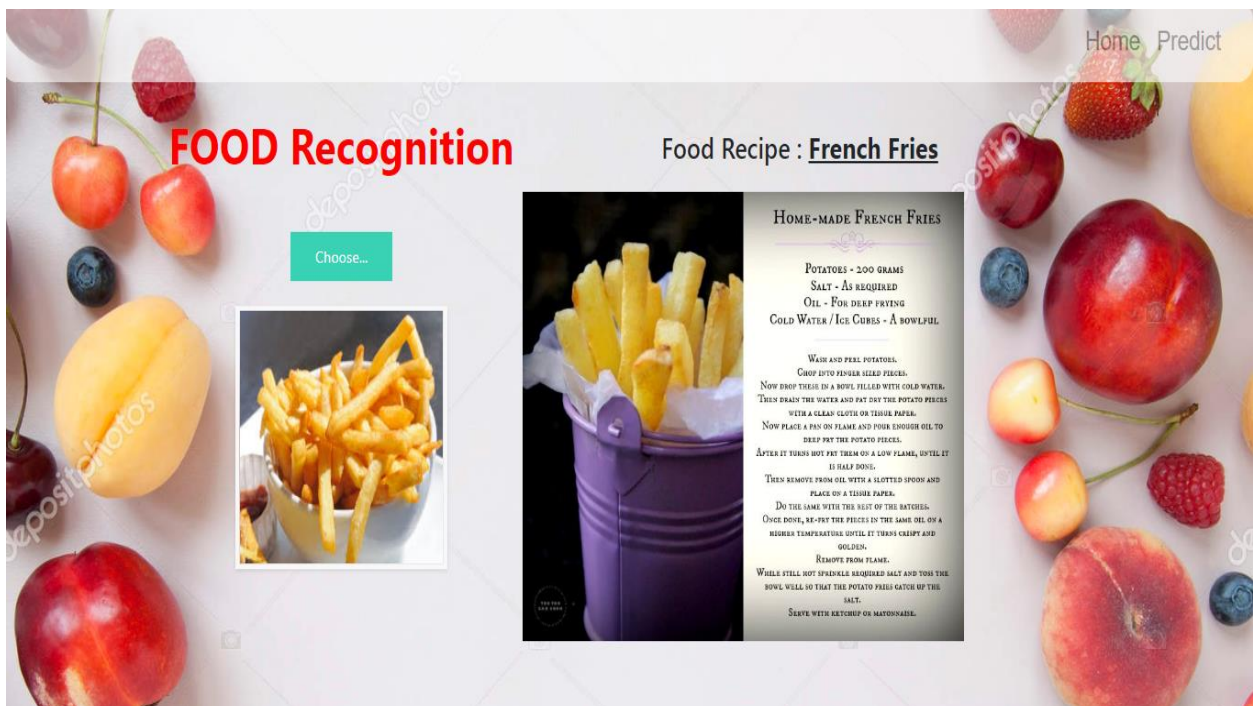 Home Predict
FOOD Recognition
Food Recipe : French Fries
Choose...
HOME-MADE FRENCH FRIES
POTATOES - 200 GRAMS
SALT - AS REQUIRED
OIL - FOR DEEP FRYING
COLD WATER / ICE CUBES - A BOWLFUL
WASH AND PEEL POTATOES.
CHOP INTO FINGER SIZED PIECES.
NOW DROP THESE IN A BOWL FILLED WITH COLD WATER.
THEN DRAIN THE WATER AND PAT DRY THE POTATO PIECES
WITH A CLEAN CLOTH OR TISSUE PAPER.
NOW PLACE A PAN ON FLAME AND POUR ENOUGH OIL TO
DEEP FRY THE POTATO PIECES.
AFTER IT TURNS HOT FRY THEM ON A LOW FLAME, UNTIL IT
IS HALF DONE.
THEN REMOVE FROM OIL WITH A SLOTTED SPOON AND
PLACE ON A TISSUE PAPER.
DO THE SAME WITH THE REST OF THE BATCHES.
ONCE DONE, RE-FRY THE PIECES IN THE SAME OIL ON A
HIGHER TEMPERATURE UNTIL IT TURNS CRISPY AND
GOLDEN.
REMOVE FROM FLAME.
WHILE STILL HOT SPRINKLE REQUIRED SALT AND TOSS THE
BOWL WELL SO THAT THE POTATO FRIES CATCH UP THE
SALT.
SERVE WITH KETCHUP OR MAYONNAISE.
depositphotos
depositphotos
depositphotos